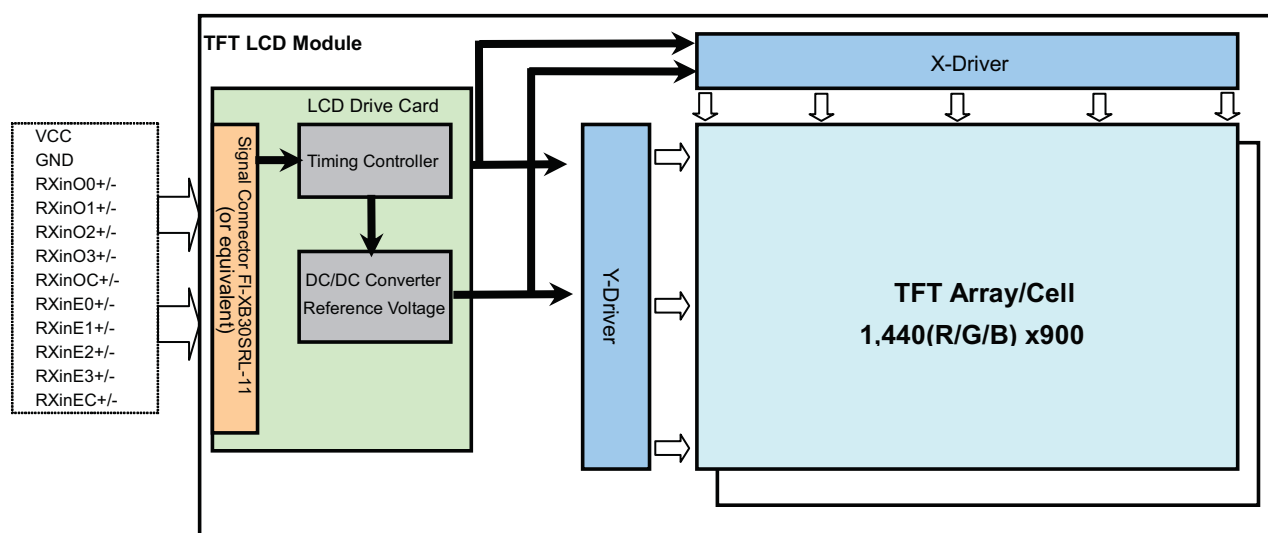 TFT LCD Module
X-Driver
LCD Drive Card
VCC
GND
RXinO0+/-
RXinO1+/-
RXinO2+/-
RXinO3+/-
RXinOC+/-
RXinE0+/-
RXinE1+/-
RXinE2+/-
RXinE3+/-
RXinEC+/-
Signal Connector FI-XB30SRL-11
(or equivalent)
Timing Controller
DC/DC Converter
Reference Voltage
Y-Driver
TFT Array/Cell
1,440(R/G/B) x900